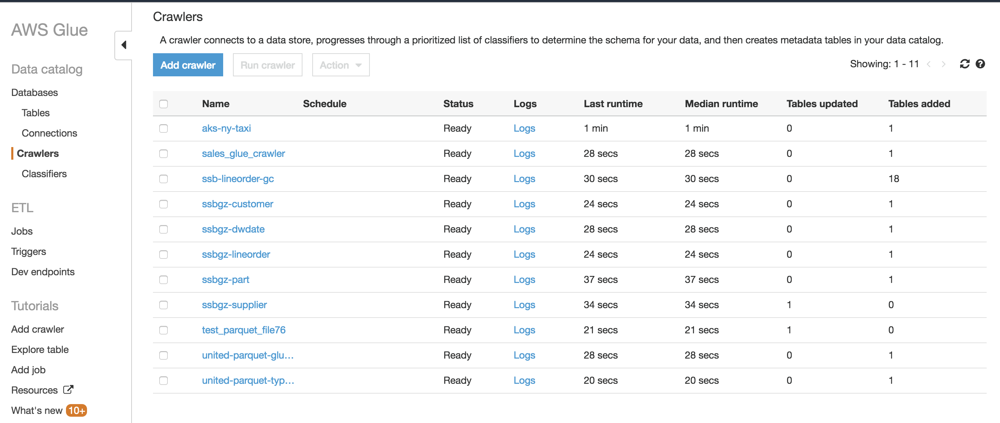 AWS Glue
Data catalog
Databases
Tables
Connections
Crawlers
Classifiers
ETL
Jobs
Triggers
Dev endpoints
Tutorials
Add crawler
Explore table
Add job
Resources
What's new 10+
Crawlers
A crawler connects to a data store, progresses through a prioritized list of classifiers to determine the schema for your data, and then creates metadata tables in your data catalog.
Add crawler Run crawler Action Showing: 1 - 11
Name Schedule Status Logs Last runtime Median runtime Tables updated Tables added
aks-ny-taxi Ready Logs 1 min 1 min 0 1
sales_glue_crawler Ready Logs 28 secs 28 secs 0 1
ssb-lineorder-gc Ready Logs 30 secs 30 secs 0 18
ssbgz-customer Ready Logs 24 secs 24 secs 0 1
ssbgz-dwdate Ready Logs 28 secs 28 secs 0 1
ssbgz-lineorder Ready Logs 24 secs 24 secs 0 1
ssbgz-part Ready Logs 37 secs 37 secs 0 1
ssbgz-supplier Ready Logs 34 secs 34 secs 1 0
test_parquet_file76 Ready Logs 21 secs 21 secs 1 0
united-parquet-glu… Ready Logs 28 secs 28 secs 0 1
united-parquet-typ… Ready Logs 20 secs 20 secs 0 1